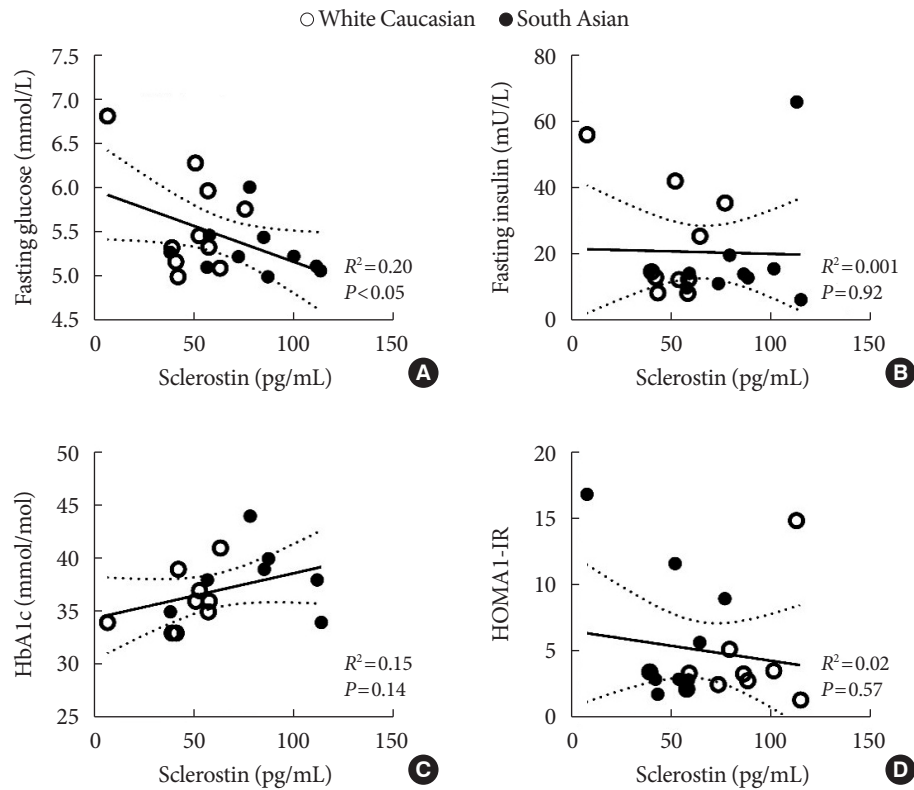 White Caucasian South Asian
7.5
7.0
6.5
6.0
5.5
5.0
4.5
Fasting glucose (mmol/L)
R²=0.20
P<0.05
0 50 100 150
Sclerostin (pg/mL)
A
80
60
40
20
0
Fasting insulin (mU/L)
R²=0.001
P=0.92
0 50 100 150
Sclerostin (pg/mL)
B
50
45
40
35
30
25
HbA1c (mmol/mol)
R²=0.15
P=0.14
0 50 100 150
Sclerostin (pg/mL)
C
20
15
10
5
0
HOMA1-IR
R²=0.02
P=0.57
0 50 100 150
Sclerostin (pg/mL)
D